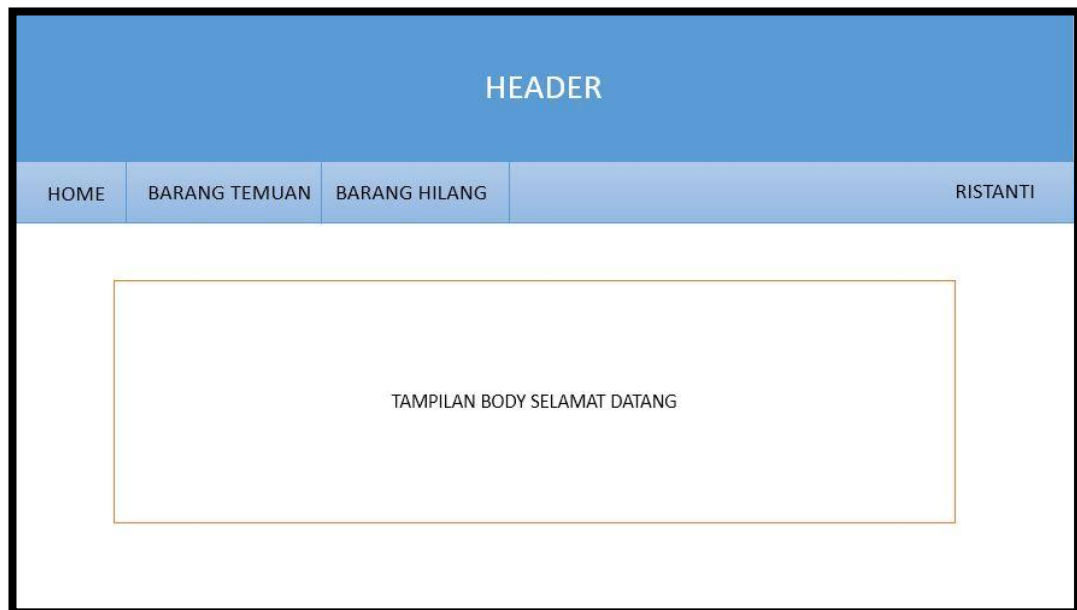 HEADER
HOME BARANG TEMUAN BARANG HILANG RISTANTI
TAMPILAN BODY SELAMAT DATANG